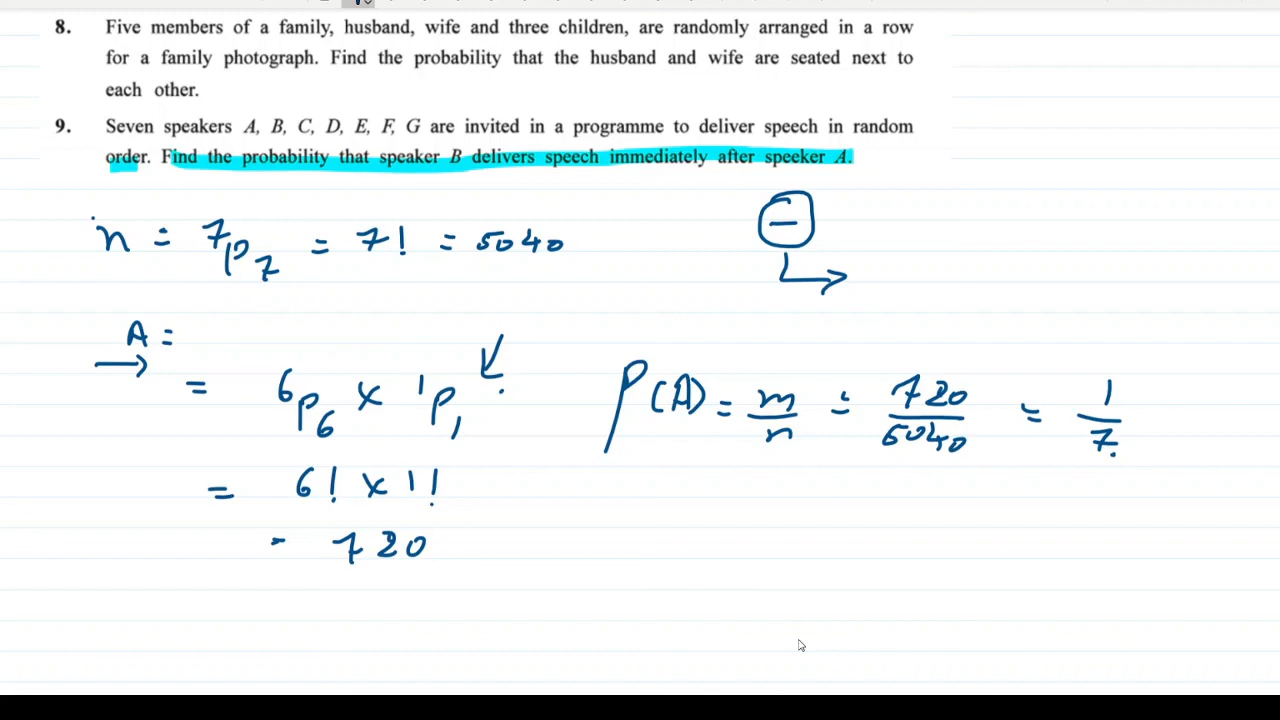 8. Five members of a family, husband, wife and three children, are randomly arranged in a row
for a family photograph. Find the probability that the husband and wife are seated next to
each other.
9. Seven speakers A, B, C, D, E, F, G are invited in a programme to deliver speech in random
order. Find the probability that speaker B delivers speech immediately after speeker A.
n = 7P7 = 7! = 5040
A =
= 6P6 × 1P1
P(A) = m/n = 720/5040 = 1/7.
= 6! × 1!
= 720